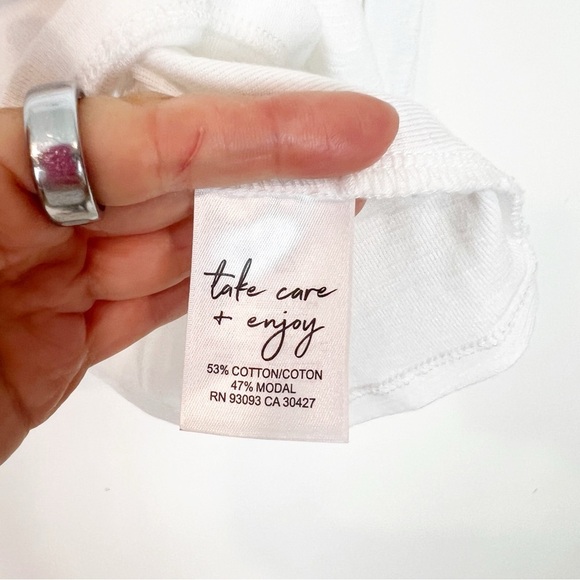 take care
+ enjoy
53% COTTON/COTON
47% MODAL
RN 93093 CA 30427